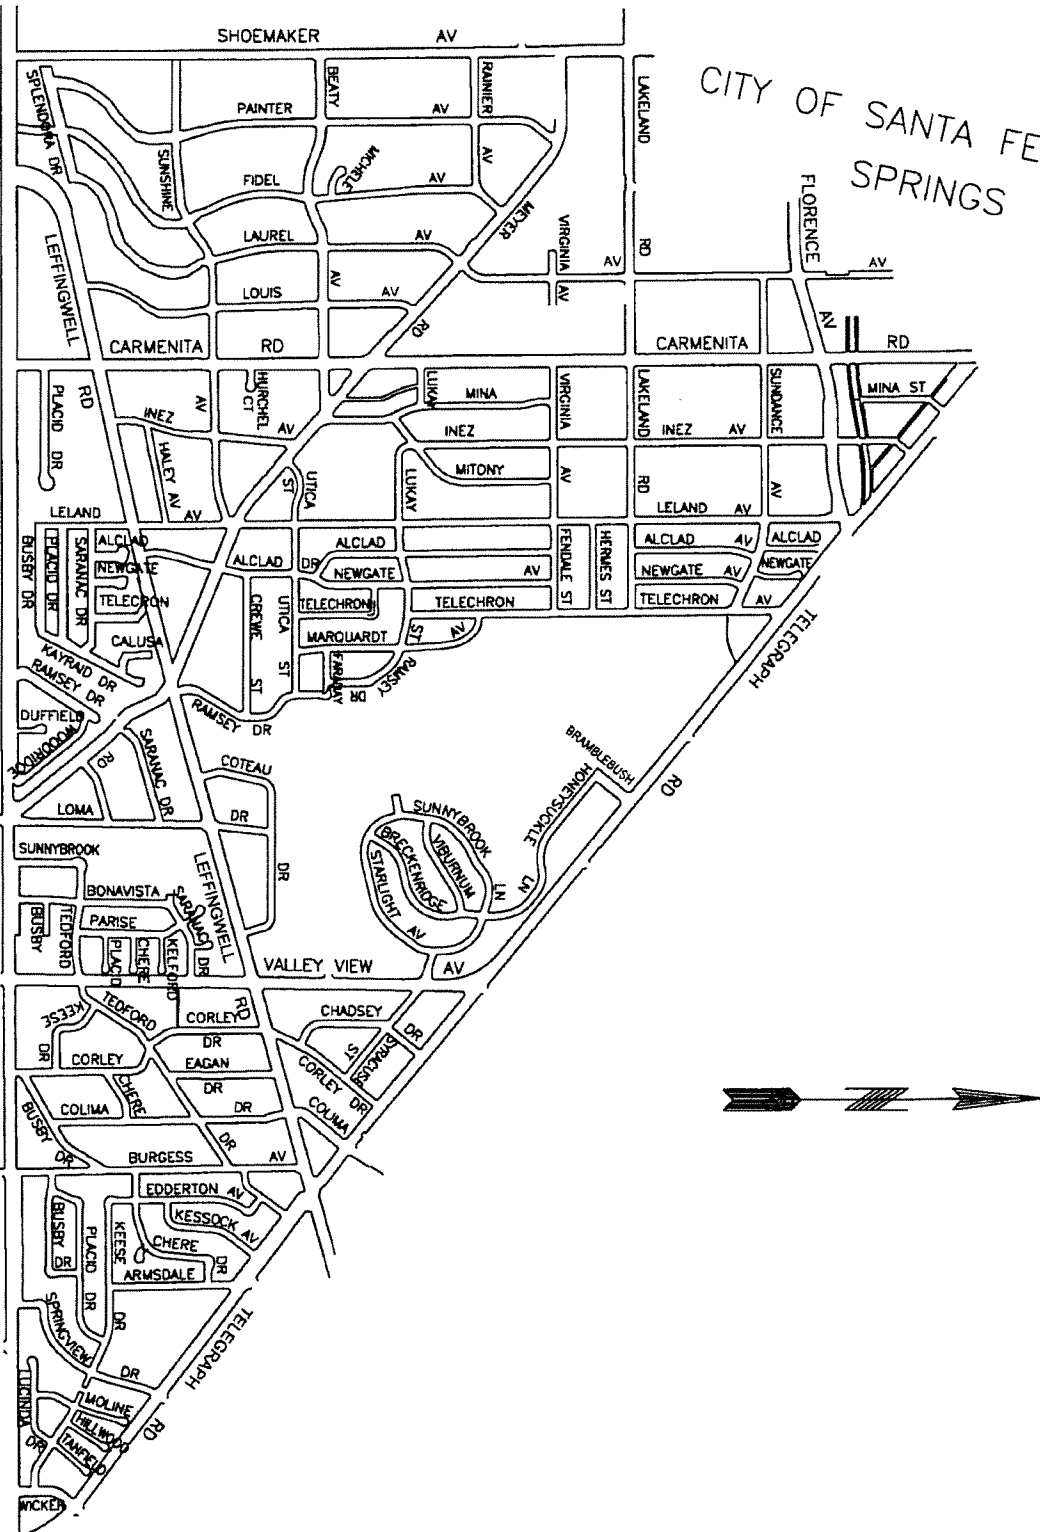 SHOEMAKER AV
CITY OF SANTA FE
SPRINGS
SPLENDORA DR
BEATY
RAINIER
LAKELAND
PAINTER AV
SUNSHINE
MICHELE
AV
FIDEL AV
MEYER
VIRGINIA
RD
FLORENCE
LEFFINGWELL
LAUREL AV
AV
AV
LOUIS AV
AV
AV
RD
AV
CARMENITA RD
CARMENITA RD
PLACID DR
RD
INEZ
AV
HURCHEL CT
AV
LUKAY
MINA
VIRGINIA
LAKELAND
SUNDANCE
MINA ST
INEZ
INEZ AV
HALEY AV
MITONY
UTICA ST
LUKAY
AV
RD
AV
LELAND AV
LELAND AV
BUSBY DR
PLACID DR
SARANAC DR
ALCLAD
NEWGATE
TELECHRON
CALUSA
ALCLAD DR
ALCLAD
NEWGATE
AV
FENDALE ST
HERMES ST
ALCLAD AV
ALCLAD
NEWGATE AV
NEWGATE
TELECHRON
TELECHRON
TELECHRON
AV
CREWE ST
UTICA ST
MARQUARDT
ST
AV
TELEGRAPH
KAYRAID DR
RAMSEY DR
FARADAY
DR
RAMSEY
DUFFIELD
WOODRIDGE
RAMSEY DR
RD
SARANAC DR
COTEAU
BRAMBLEBUSH
RD
LOMA
DR
HONEYSUCKLE
SUNNYBROOK
SUNNYBROOK
VIBURNUM
BRECKENRIDGE
STARLIGHT
AV
LN
LN
LEFFINGWELL
DR
BONAVISTA
SARANAC DR
BUSBY
TEDFORD
PARISE
PLACID
CHERE
KELFORD
VALLEY VIEW AV
KEESE
DR
TEDFORD
CORLEY
RD
CHADSEY
DR
DR
CORLEY
EAGAN
ST
SYRACUSE
CHERE
DR
CORLEY DR
BUSBY
COLIMA
DR
COLIMA
DR
DR
BURGESS AV
EDDERTON AV
BUSBY DR
PLACID DR
KEESE
KESSOCK AV
CHERE
DR
ARMSDALE
SPRINGVIEW
DR
TELEGRAPH
DR
LUCINDA
MOLINE
RD
HILLWOOD
DR
TANFIELD
WICKER